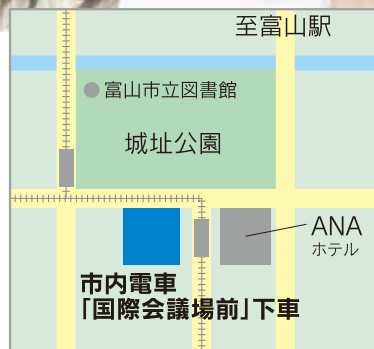 至富山駅
富山市立図書館
城址公園
ANA
ホテル
市内電車
「国際会議場前」下車